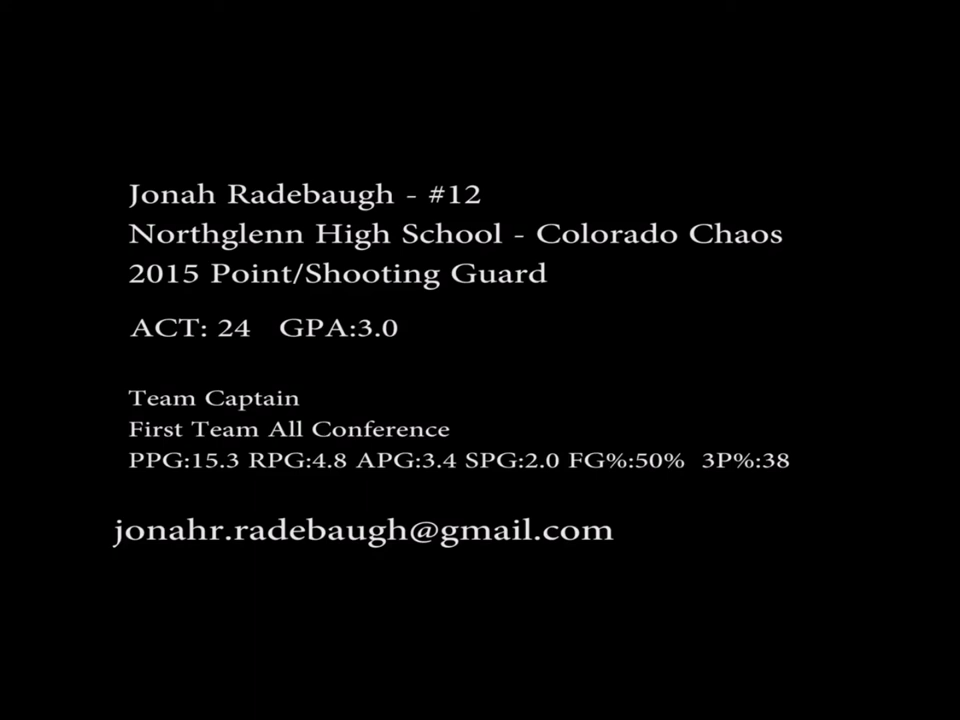 Jonah Radebaugh - #12
Northglenn High School - Colorado Chaos
2015 Point/Shooting Guard
ACT: 24 GPA:3.0
Team Captain
First Team All Conference
PPG:15.3 RPG:4.8 APG:3.4 SPG:2.0 FG%:50% 3P%:38
jonahr.radebaugh@gmail.com